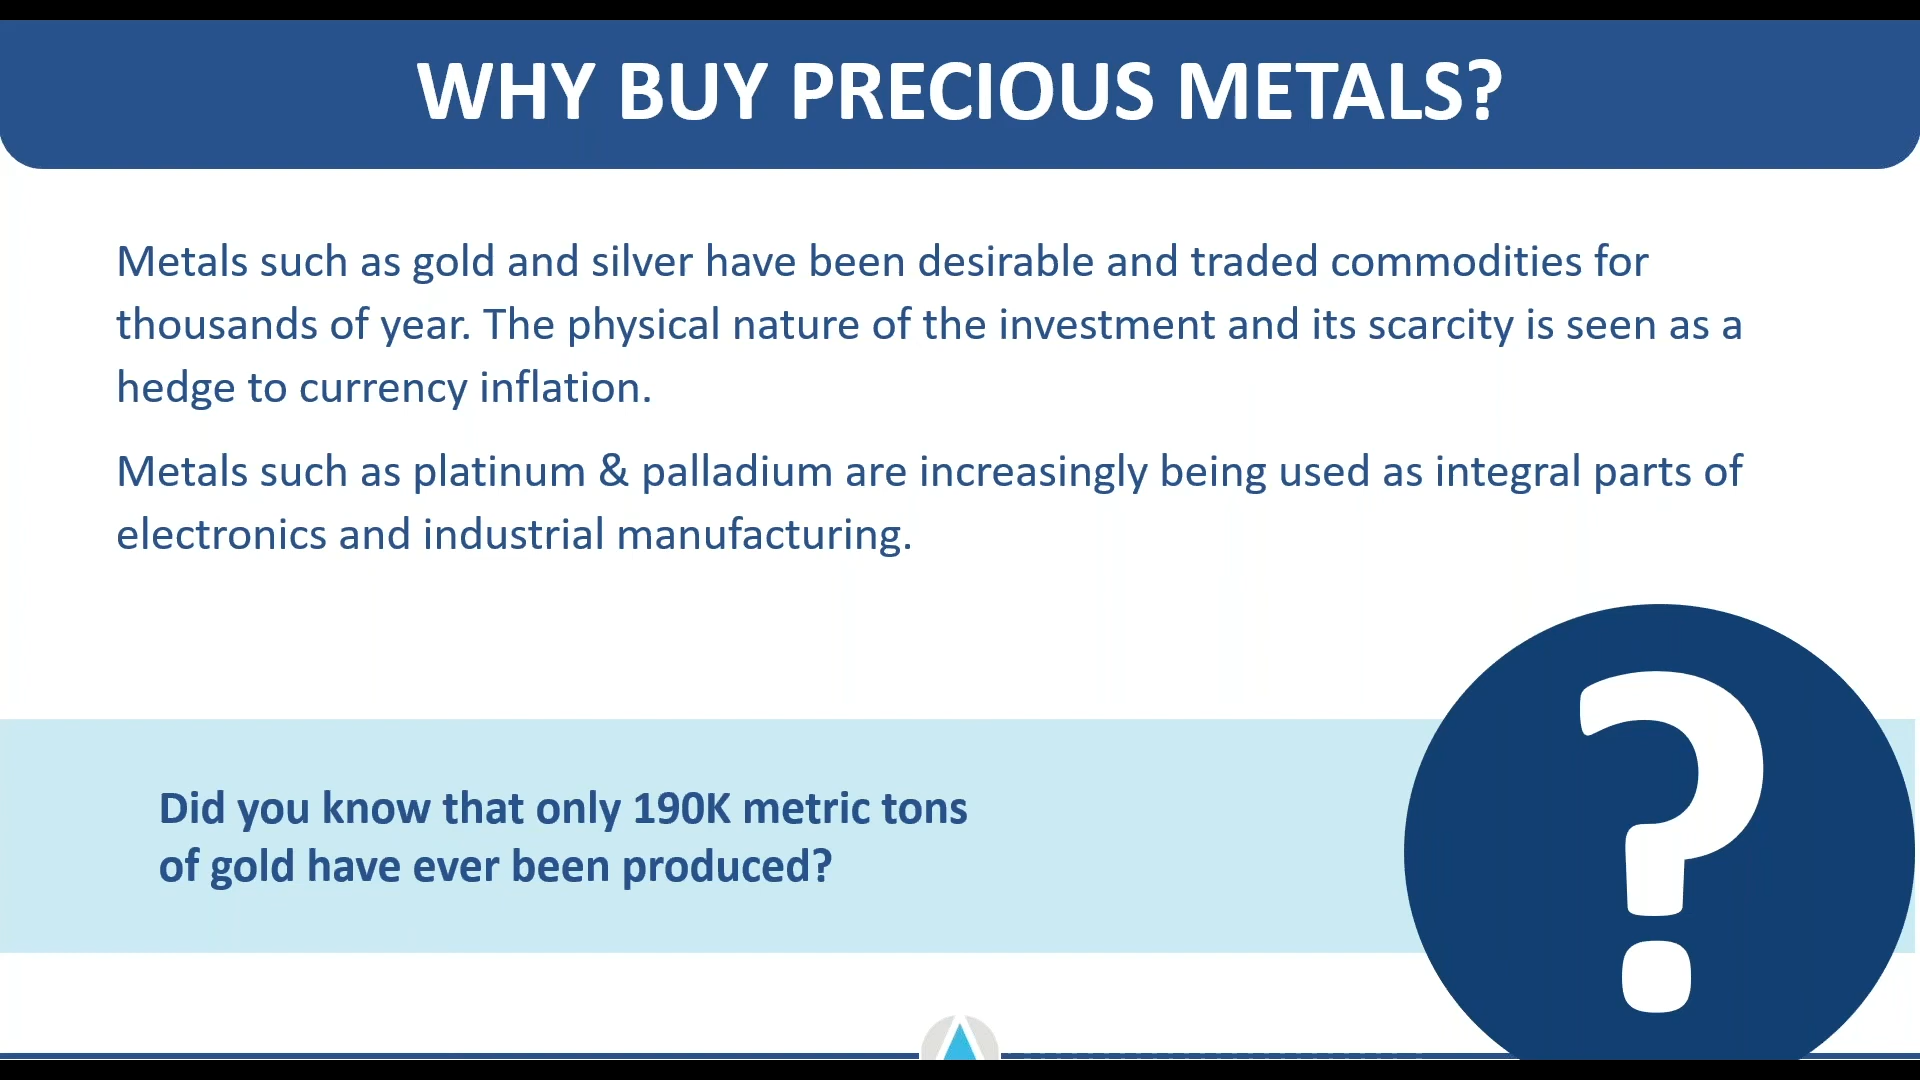 WHY BUY PRECIOUS METALS?
Metals such as gold and silver have been desirable and traded commodities for
thousands of year. The physical nature of the investment and its scarcity is seen as a
hedge to currency inflation.
Metals such as platinum & palladium are increasingly being used as integral parts of
electronics and industrial manufacturing.
Did you know that only 190K metric tons
of gold have ever been produced?
?